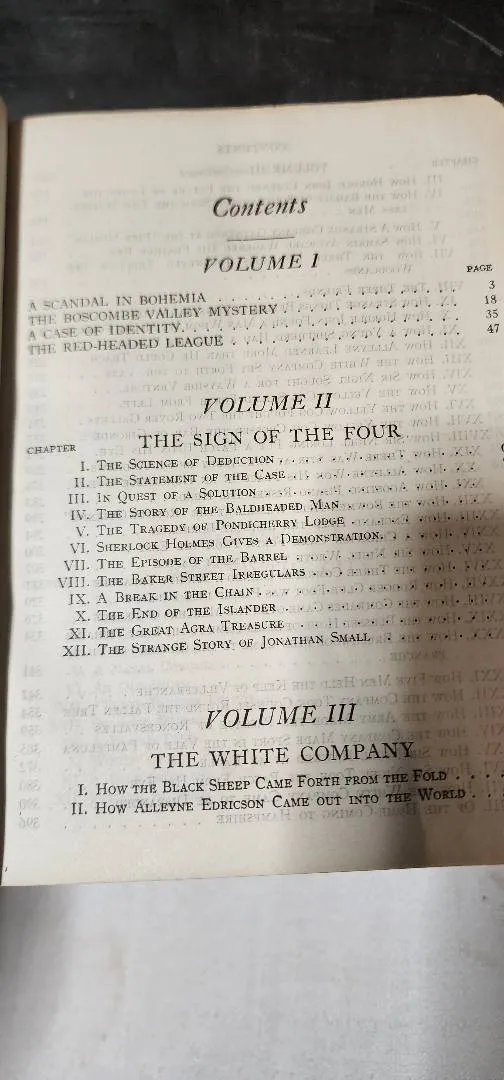 Contents
VOLUME I
PAGE
A SCANDAL IN BOHEMIA . . . . . . . . . . . . . 3
THE BOSCOMBE VALLEY MYSTERY . . . . . . . . . 18
A CASE OF IDENTITY. . . . . . . . . . . . . . 35
THE RED-HEADED LEAGUE . . . . . . . . . . . . 47
VOLUME II
THE SIGN OF THE FOUR
CHAPTER
I. THE SCIENCE OF DEDUCTION
II. THE STATEMENT OF THE CASE
III. IN QUEST OF A SOLUTION
IV. THE STORY OF THE BALDHEADED MAN
V. THE TRAGEDY OF PONDICHERRY LODGE
VI. SHERLOCK HOLMES GIVES A DEMONSTRATION.
VII. THE EPISODE OF THE BARREL
VIII. THE BAKER STREET IRREGULARS
IX. A BREAK IN THE CHAIN
X. THE END OF THE ISLANDER
XI. THE GREAT AGRA TREASURE
XII. THE STRANGE STORY OF JONATHAN SMALL
VOLUME III
THE WHITE COMPANY
I. HOW THE BLACK SHEEP CAME FORTH FROM THE FOLD
II. HOW ALLEYNE EDRICSON CAME OUT INTO THE WORLD